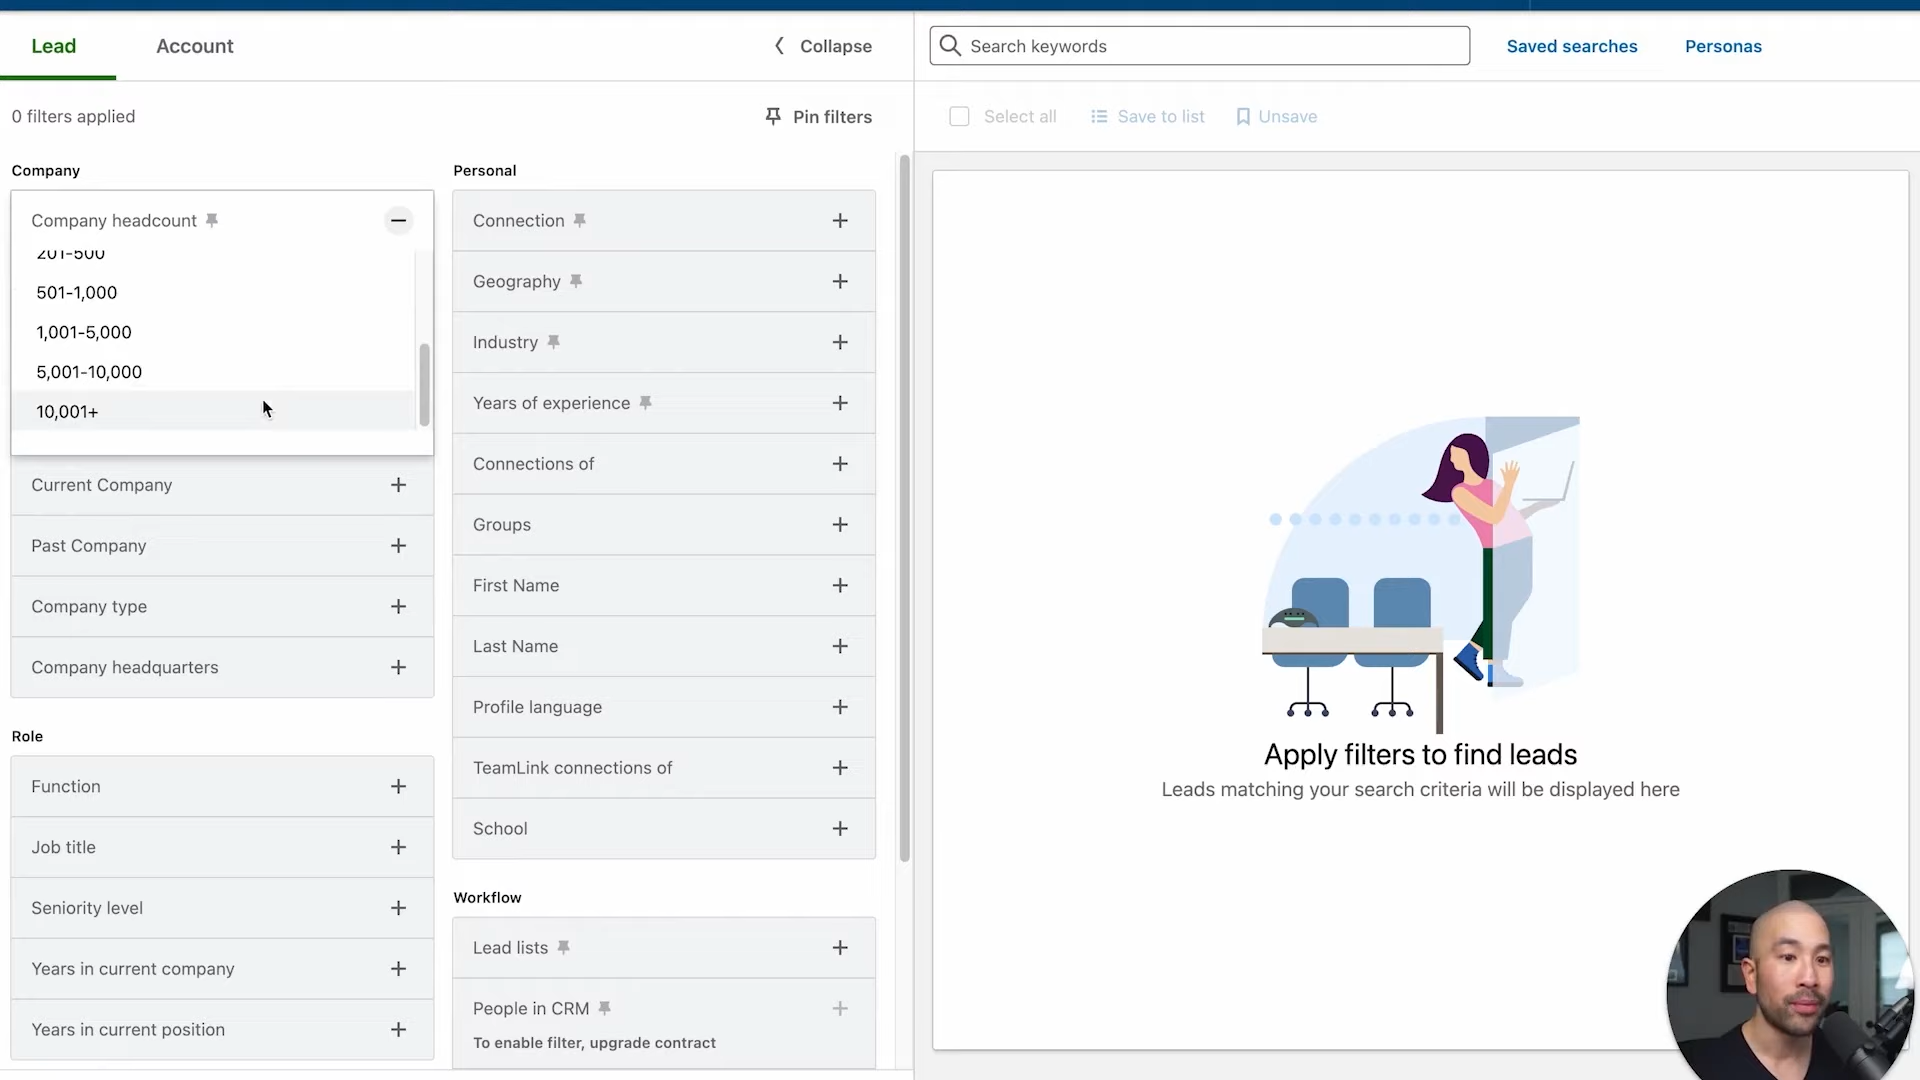 Lead
Account
Collapse
Search keywords
Saved searches
Personas
0 filters applied
Pin filters
Select all
Save to list
Unsave
Company
Company headcount
201-500
501-1,000
1,001-5,000
5,001-10,000
10,001+
Current Company
Past Company
Company type
Company headquarters
Role
Function
Job title
Seniority level
Years in current company
Years in current position
Personal
Connection
Geography
Industry
Years of experience
Connections of
Groups
First Name
Last Name
Profile language
TeamLink connections of
School
Workflow
Lead lists
People in CRM
To enable filter, upgrade contract
Apply filters to find leads
Leads matching your search criteria will be displayed here